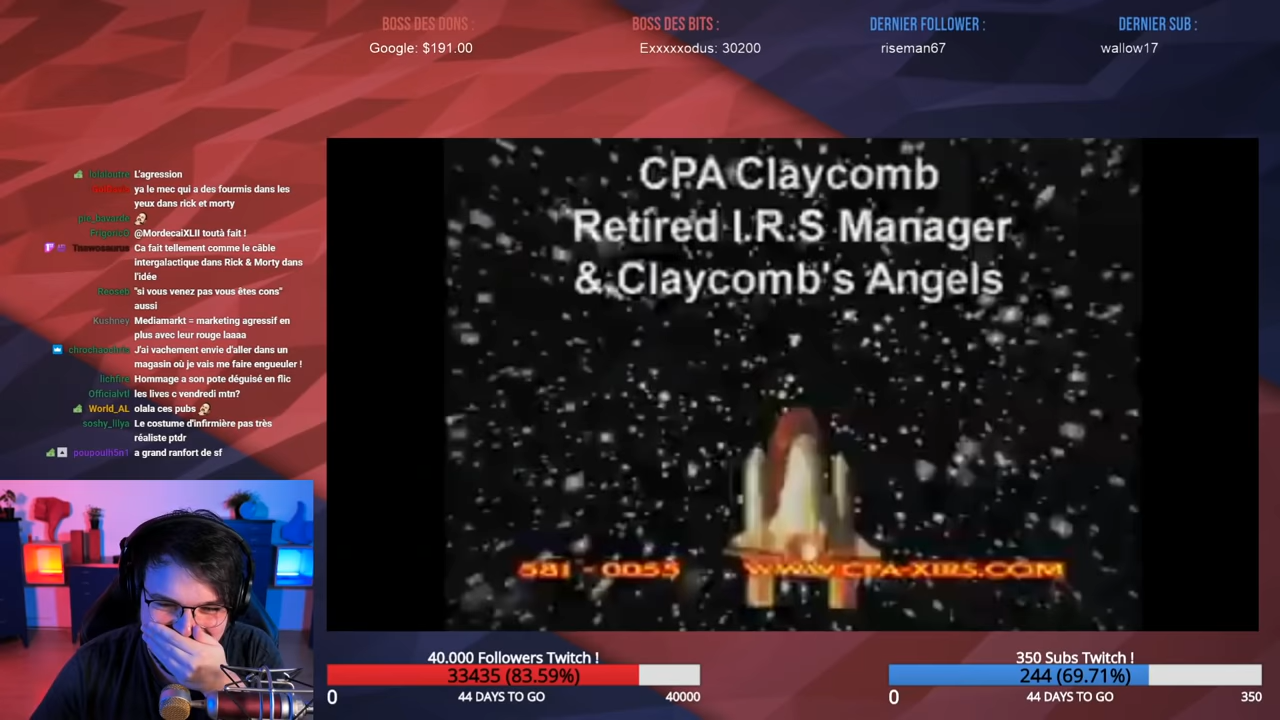 BOSS DES DONS :
Google: $191.00
BOSS DES BITS :
Exxxxxodus: 30200
DERNIER FOLLOWER :
riseman67
DERNIER SUB :
wallow17
L'agression
ya le mec qui a des fourmis dans les
yeux dans rick et morty
@MordecaiXLII toutà fait !
Ca fait tellement comme le câble
intergalactique dans Rick & Morty dans
l'idée
"si vous venez pas vous êtes cons"
aussi
Kushney Mediamarkt = marketing agressif en
plus avec leur rouge laaaa
J'ai vachement envie d'aller dans un
magasin où je vais me faire engueuler !
Hommage a son pote déguisé en flic
les lives c vendredi mtn?
World_AL olala ces pubs
soshy_lilya Le costume d'infirmière pas très
réaliste ptdr
poupoulh5n1 a grand ranfort de sf
CPA Claycomb
Retired I.R.S Manager
& Claycomb's Angels
581 - 0055 WWW.CPA-XIRS.COM
40.000 Followers Twitch !
33435 (83.59%)
0 44 DAYS TO GO 40000
350 Subs Twitch !
244 (69.71%)
0 44 DAYS TO GO 350